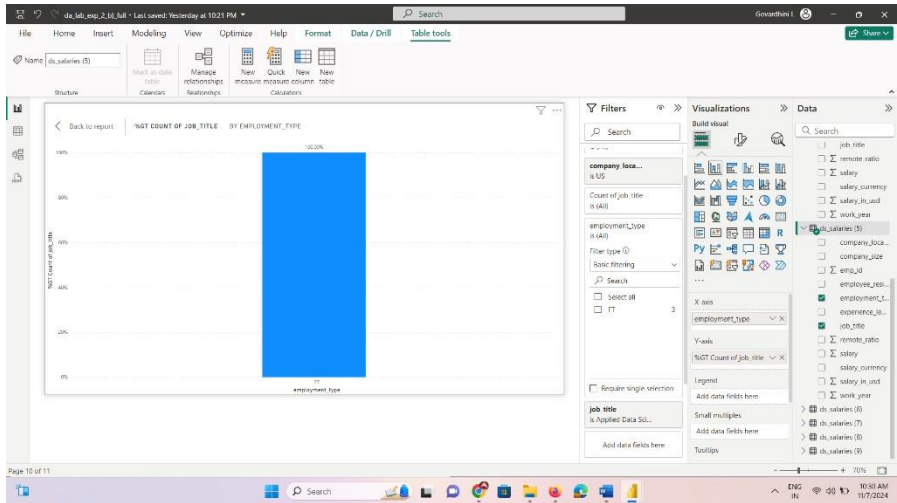 da_lab_exp_2_b)_full • Last saved: Yesterday at 10:21 PM
Search
Govardhini L
File Home Insert Modeling View Optimize Help Format Data / Drill Table tools
Share
Name ds_salaries (5)
Mark as date table
Manage relationships
New measure
Quick measure
New column
New table
Structure
Calendars
Relationships
Calculations
Back to report
%GT COUNT OF JOB_TITLE BY EMPLOYMENT_TYPE
100.00%
100%
80%
60%
40%
20%
0%
%GT Count of job_title
FT
employment_type
Filters
Search
company_loca...
is US
Count of job_title
is (All)
employment_type
is (All)
Filter type
Basic filtering
Search
Select all
FT 3
Require single selection
job_title
is Applied Data Sci...
Add data fields here
Visualizations
Build visual
R
Py
...
X-axis
employment_type
Y-axis
%GT Count of job_title
Legend
Add data fields here
Small multiples
Add data fields here
Tooltips
Data
Search
job_title
remote_ratio
salary
salary_currency
salary_in_usd
work_year
ds_salaries (5)
company_loca...
company_size
emp_id
employee_resi...
employment_t...
experience_le...
job_title
remote_ratio
salary
salary_currency
salary_in_usd
work_year
ds_salaries (6)
ds_salaries (7)
ds_salaries (8)
ds_salaries (9)
Page 10 of 11
70%
Search
ENG
IN
10:30 AM
11/7/2024